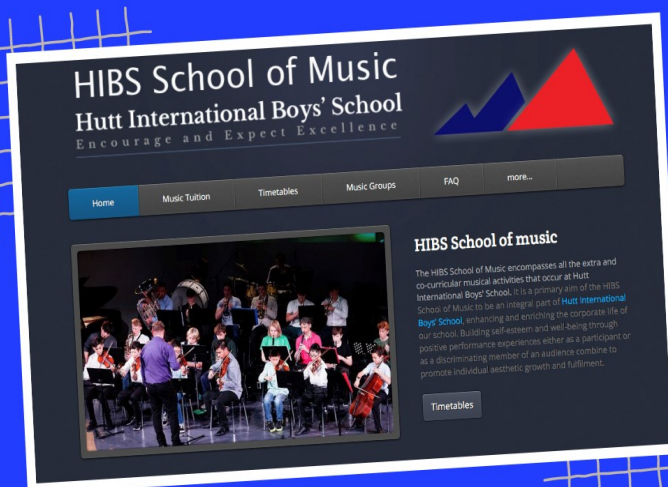 HIBS School of Music
Hutt International Boys' School
Encourage and Expect Excellence
Home
Music Tuition
Timetables
Music Groups
FAQ
more...
HIBS School of music
The HIBS School of Music encompasses all the extra and
co-curricular musical activities that occur at Hutt
International Boys' School. It is a primary aim of the HIBS
School of Music to be an integral part of Hutt International
Boys' School, enhancing and enriching the corporate life of
our school. Building self-esteem and well-being through
positive performance experiences either as a participant or
as a discriminating member of an audience combine to
promote individual aesthetic growth and fulfilment.
Timetables